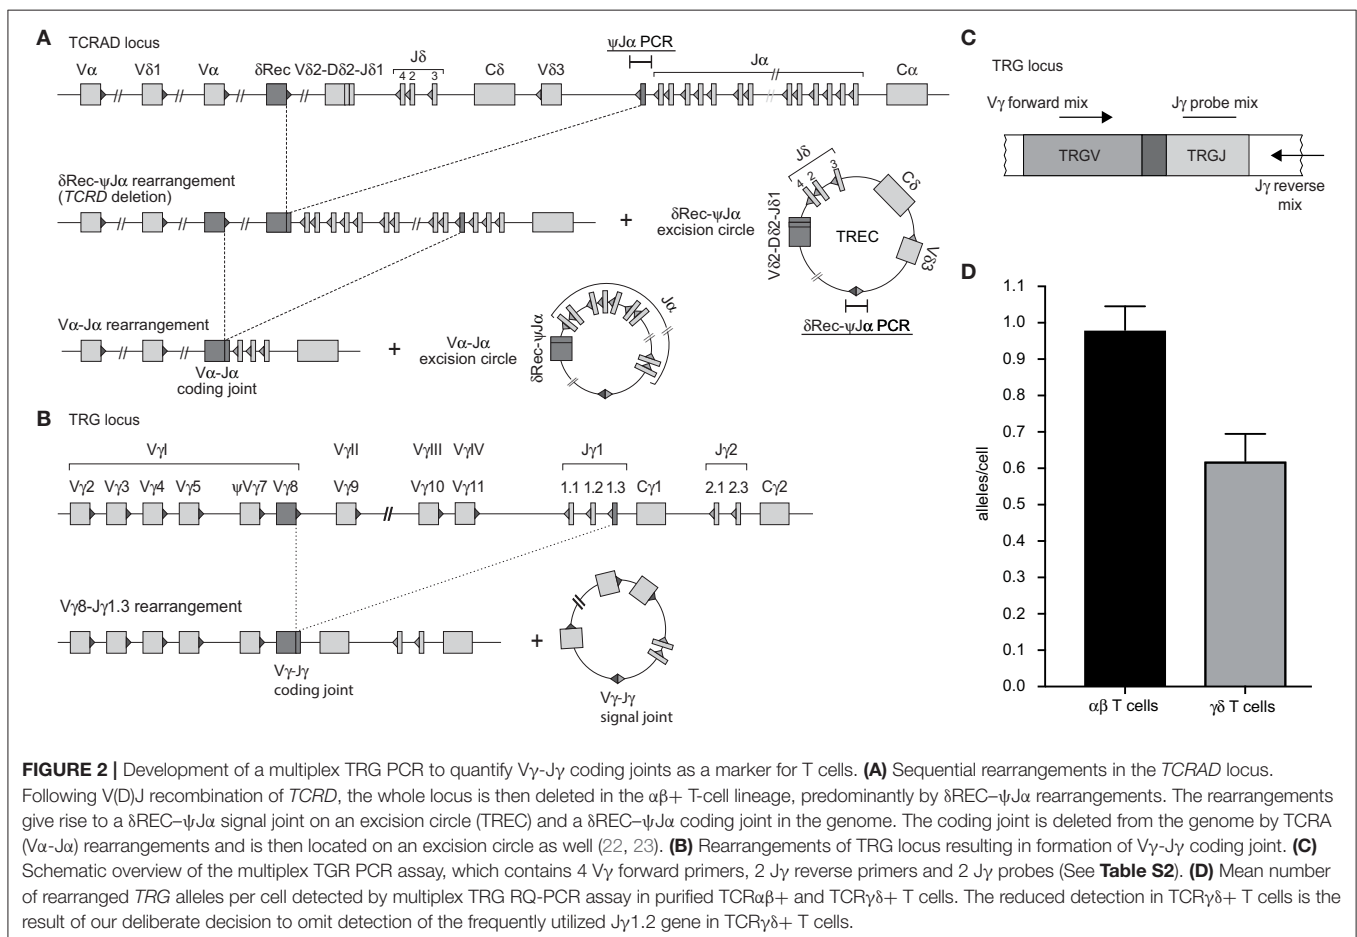 A TCRAD locus
ψJα PCR
Vα Vδ1 Vα δRec Vδ2-Dδ2-Jδ1 Jδ Cδ Vδ3 Jα Cα
4 2 3
δRec-ψJα rearrangement
(TCRD deletion)
+
δRec-ψJα
excision circle
Jδ
4 2 3
Cδ
Vδ2-Dδ2-Jδ1
TREC
Vδ3
δRec-ψJα PCR
Vα-Jα rearrangement
Vα-Jα
coding joint
+
Vα-Jα
excision circle
δRec-ψJα
Jα
B TRG locus
VγI VγII VγIII VγIV Jγ1 Jγ2
Vγ2 Vγ3 Vγ4 Vγ5 ψVγ7 Vγ8 Vγ9 Vγ10 Vγ11 1.1 1.2 1.3 Cγ1 2.1 2.3 Cγ2
Vγ8-Jγ1.3 rearrangement
+
Vγ-Jγ
coding joint
Vγ-Jγ
signal joint
C
TRG locus
Vγ forward mix Jγ probe mix
TRGV TRGJ
Jγ reverse
mix
D
alleles/cell
1.1
1.0
0.9
0.8
0.7
0.6
0.5
0.4
0.3
0.2
0.1
0.0
αβ T cells γδ T cells
FIGURE 2 | Development of a multiplex TRG PCR to quantify Vγ-Jγ coding joints as a marker for T cells. (A) Sequential rearrangements in the TCRAD locus.
Following V(D)J recombination of TCRD, the whole locus is then deleted in the αβ+ T-cell lineage, predominantly by δREC–ψJα rearrangements. The rearrangements
give rise to a δREC–ψJα signal joint on an excision circle (TREC) and a δREC–ψJα coding joint in the genome. The coding joint is deleted from the genome by TCRA
(Vα-Jα) rearrangements and is then located on an excision circle as well (22, 23). (B) Rearrangements of TRG locus resulting in formation of Vγ-Jγ coding joint. (C)
Schematic overview of the multiplex TGR PCR assay, which contains 4 Vγ forward primers, 2 Jγ reverse primers and 2 Jγ probes (See Table S2). (D) Mean number
of rearranged TRG alleles per cell detected by multiplex TRG RQ-PCR assay in purified TCRαβ+ and TCRγδ+ T cells. The reduced detection in TCRγδ+ T cells is the
result of our deliberate decision to omit detection of the frequently utilized Jγ1.2 gene in TCRγδ+ T cells.